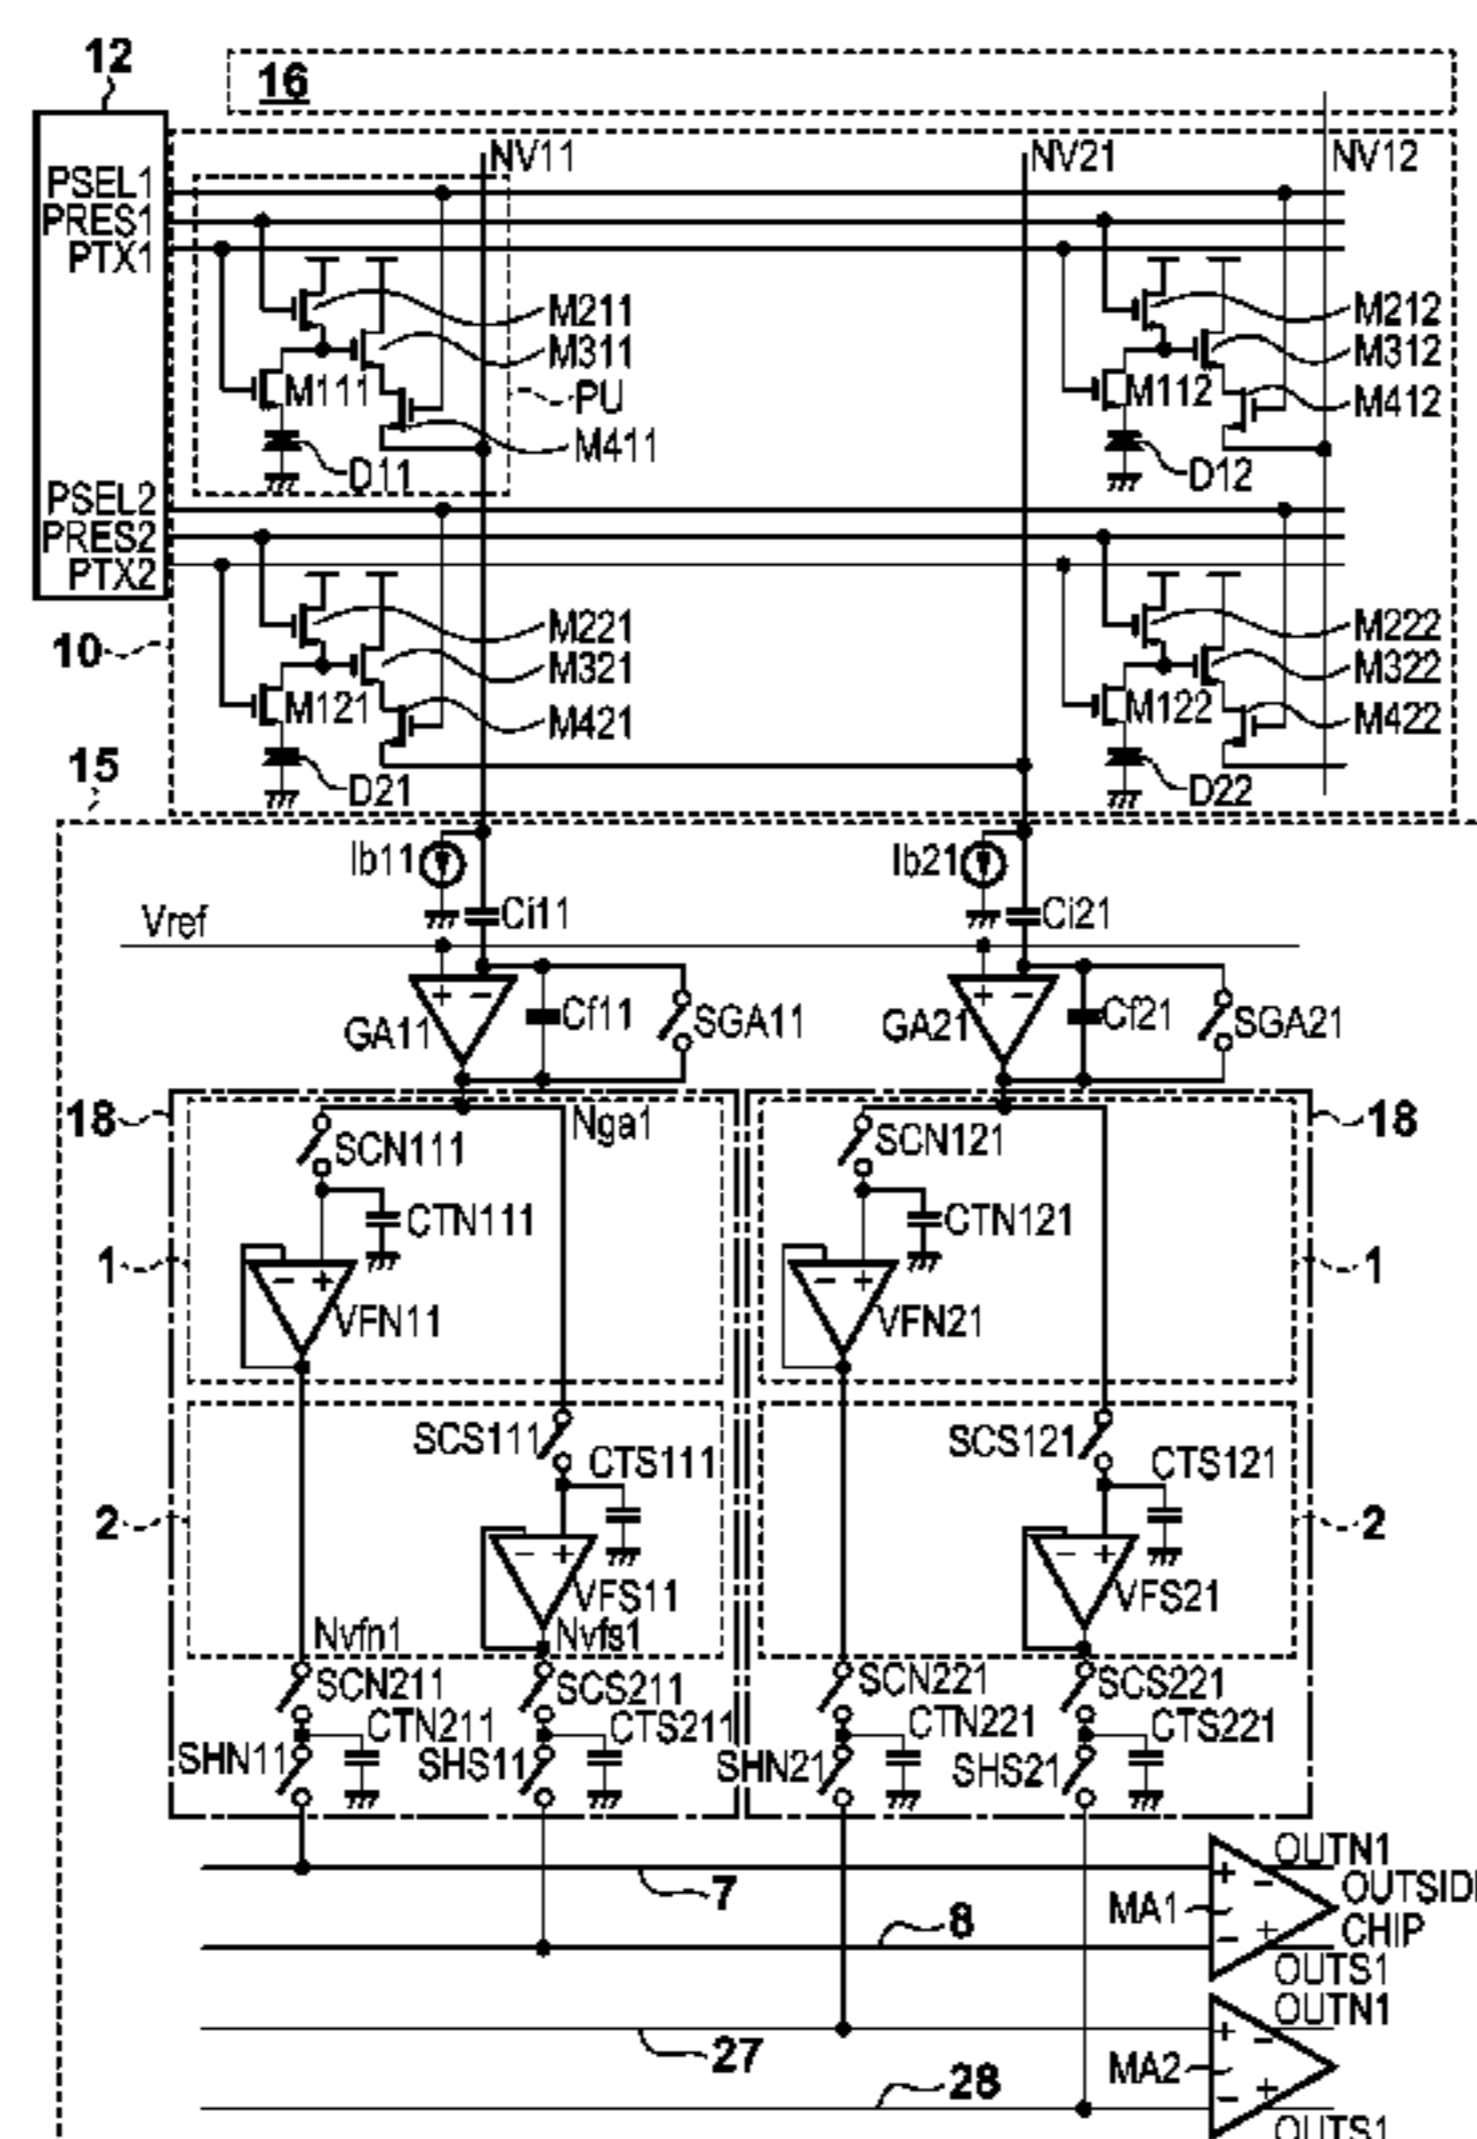 12
16
NV11
NV21
NV12
PSEL1
PRES1
PTX1
M211
M212
M311
M312
M111
PU
M112
M412
M411
D11
D12
PSEL2
PRES2
PTX2
M221
M222
10
M321
M322
M121
M421
M122
M422
15
D21
D22
Ib11
Ib21
Ci11
Ci21
Vref
+ −
+ −
Cf11
SGA11
Cf21
SGA21
GA11
GA21
18
Nga1
18
SCN111
SCN121
CTN111
CTN121
1
1
− +
− +
VFN11
VFN21
SCS111
SCS121
CTS111
CTS121
2
2
− +
− +
VFS11
VFS21
Nvfn1
Nvfs1
SCN211
SCS211
SCN221
SCS221
CTN211
CTS211
CTN221
CTS221
SHN11
SHS11
SHN21
SHS21
OUTN1
+ −
7
OUTSID
MA1
8
− +
CHIP
OUTS1
OUTN1
+ −
27
MA2
28
− +
OUTS1